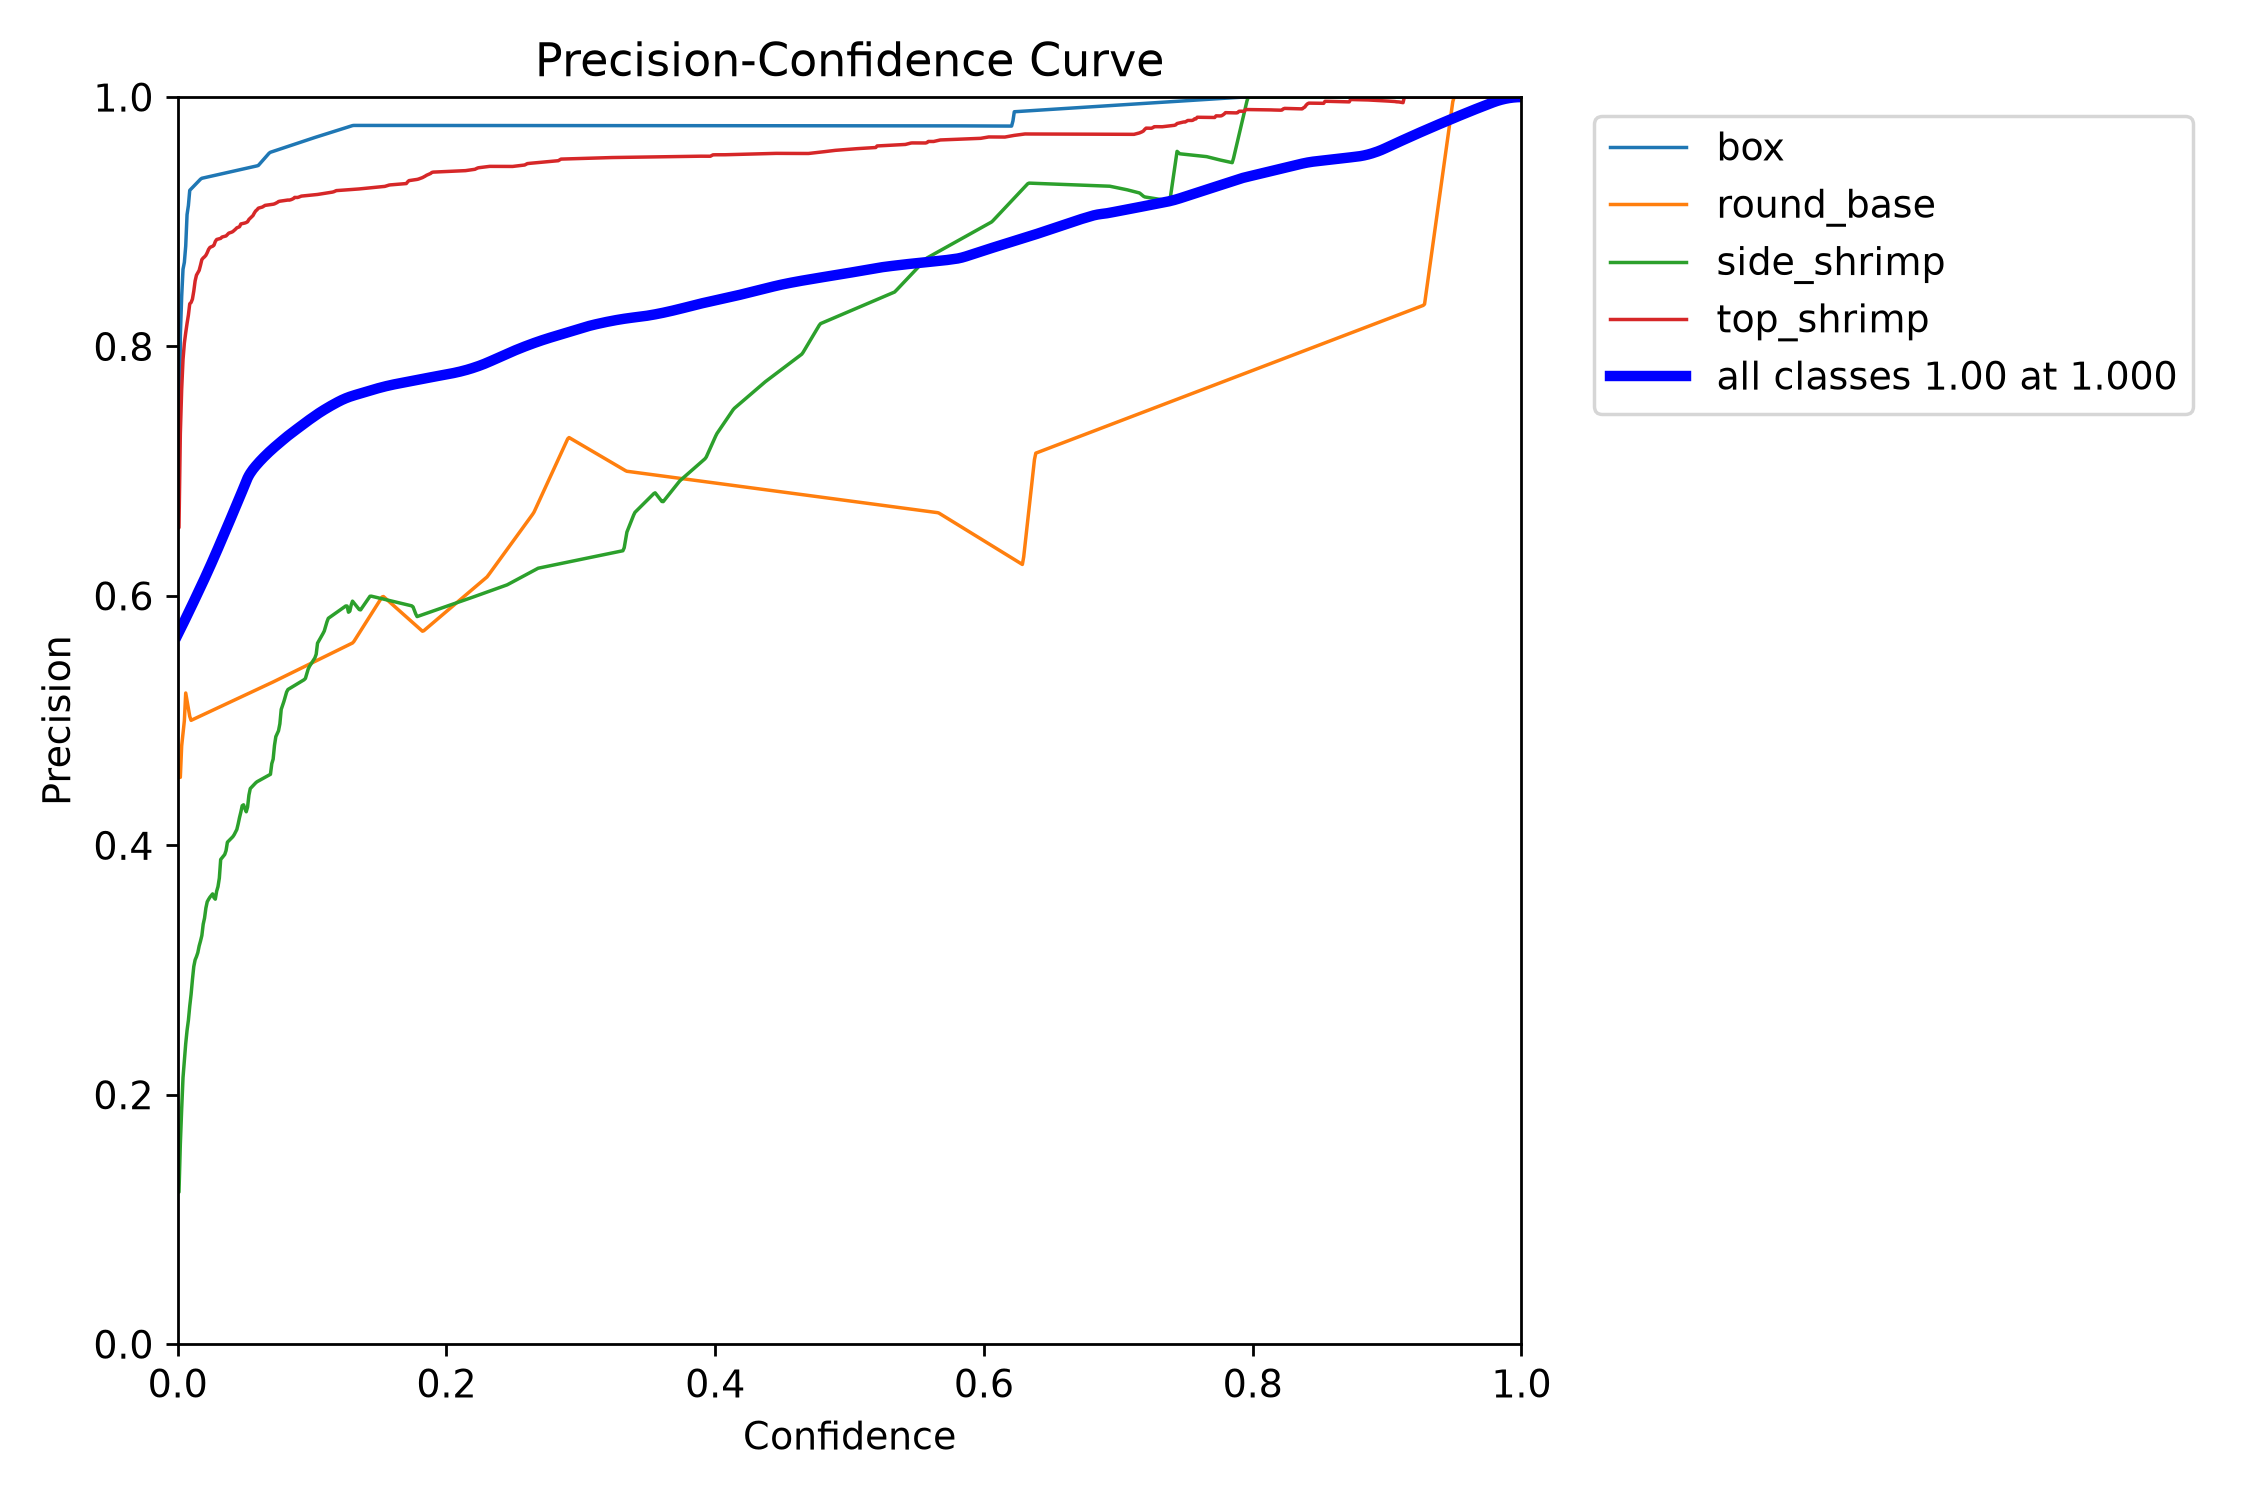 Precision-Confidence Curve
1.0
0.8
0.6
0.4
0.2
0.0
Precision
0.0 0.2 0.4 0.6 0.8 1.0
Confidence
box
round_base
side_shrimp
top_shrimp
all classes 1.00 at 1.000